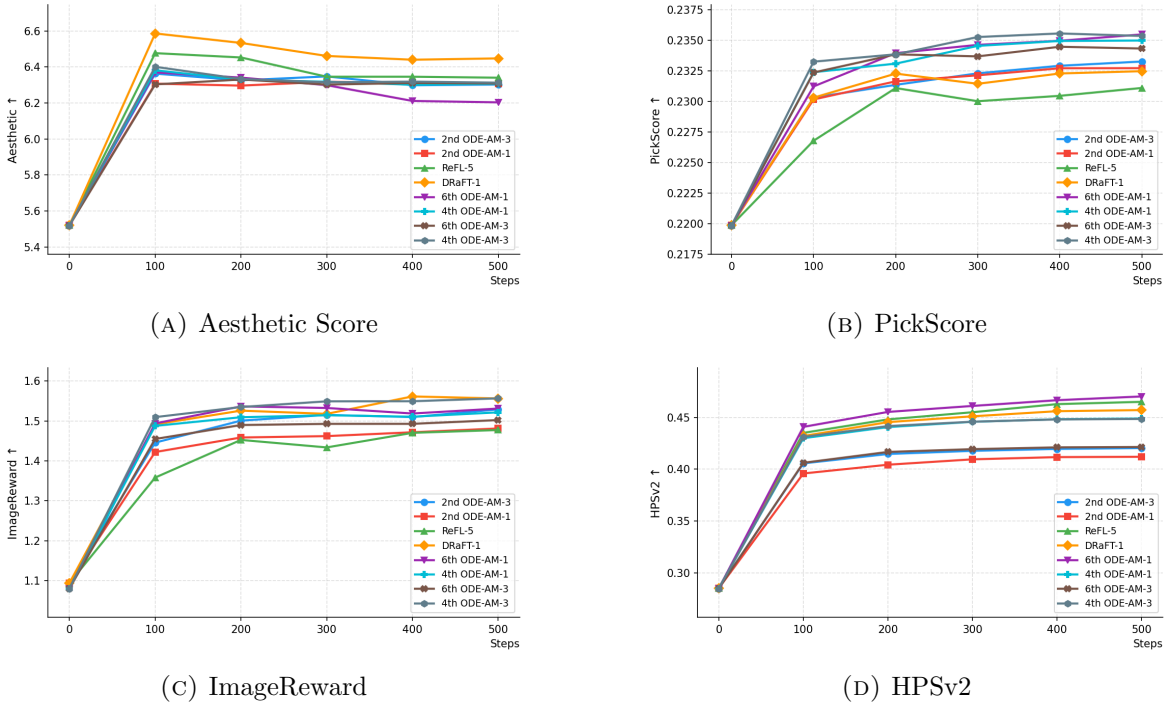 6.6
6.4
6.2
6.0
5.8
5.6
5.4
Aesthetic ↑
2nd ODE-AM-3
2nd ODE-AM-1
ReFL-5
DRaFT-1
6th ODE-AM-1
4th ODE-AM-1
6th ODE-AM-3
4th ODE-AM-3
0 100 200 300 400 500
Steps
(A) Aesthetic Score
0.2375
0.2350
0.2325
0.2300
0.2275
0.2250
0.2225
0.2200
0.2175
PickScore ↑
2nd ODE-AM-3
2nd ODE-AM-1
ReFL-5
DRaFT-1
6th ODE-AM-1
4th ODE-AM-1
6th ODE-AM-3
4th ODE-AM-3
0 100 200 300 400 500
Steps
(B) PickScore
1.6
1.5
1.4
1.3
1.2
1.1
ImageReward ↑
2nd ODE-AM-3
2nd ODE-AM-1
ReFL-5
DRaFT-1
6th ODE-AM-1
4th ODE-AM-1
6th ODE-AM-3
4th ODE-AM-3
0 100 200 300 400 500
Steps
(C) ImageReward
0.45
0.40
0.35
0.30
HPSv2 ↑
2nd ODE-AM-3
2nd ODE-AM-1
ReFL-5
DRaFT-1
6th ODE-AM-1
4th ODE-AM-1
6th ODE-AM-3
4th ODE-AM-3
0 100 200 300 400 500
Steps
(D) HPSv2